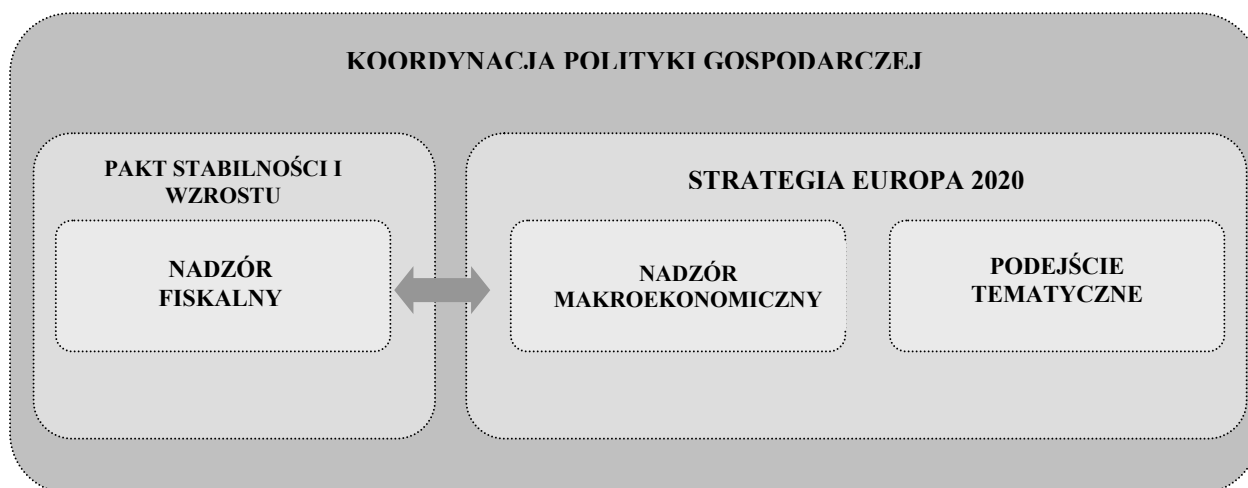 KOORDYNACJA POLITYKI GOSPODARCZEJ
PAKT STABILNOŚCI I
WZROSTU
NADZÓR
FISKALNY
STRATEGIA EUROPA 2020
NADZÓR
MAKROEKONOMICZNY
PODEJŚCIE
TEMATYCZNE